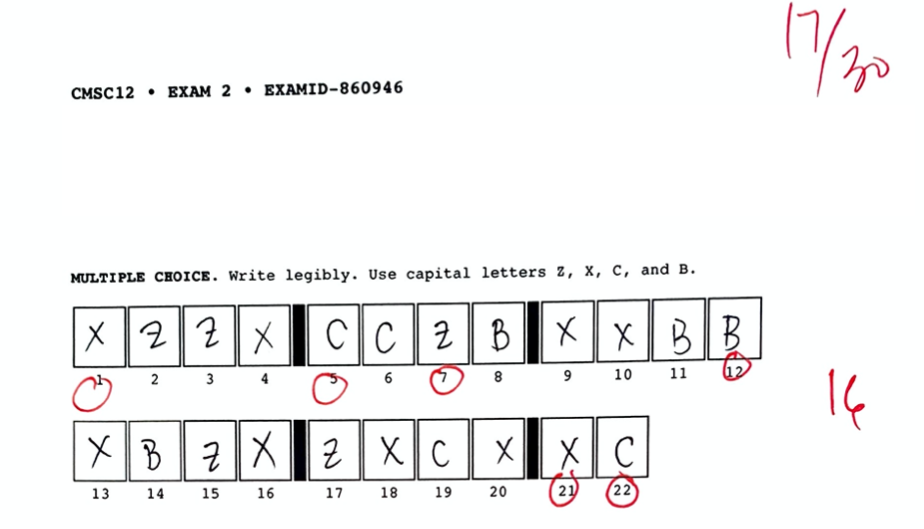 17/30
CMSC12 • EXAM 2 • EXAMID-860946
MULTIPLE CHOICE. Write legibly. Use capital letters Z, X, C, and B.
X Z Z X C C Z B X X B B
1 2 3 4 5 6 7 8 9 10 11 12
16
X B Z X Z X C X X C
13 14 15 16 17 18 19 20 21 22